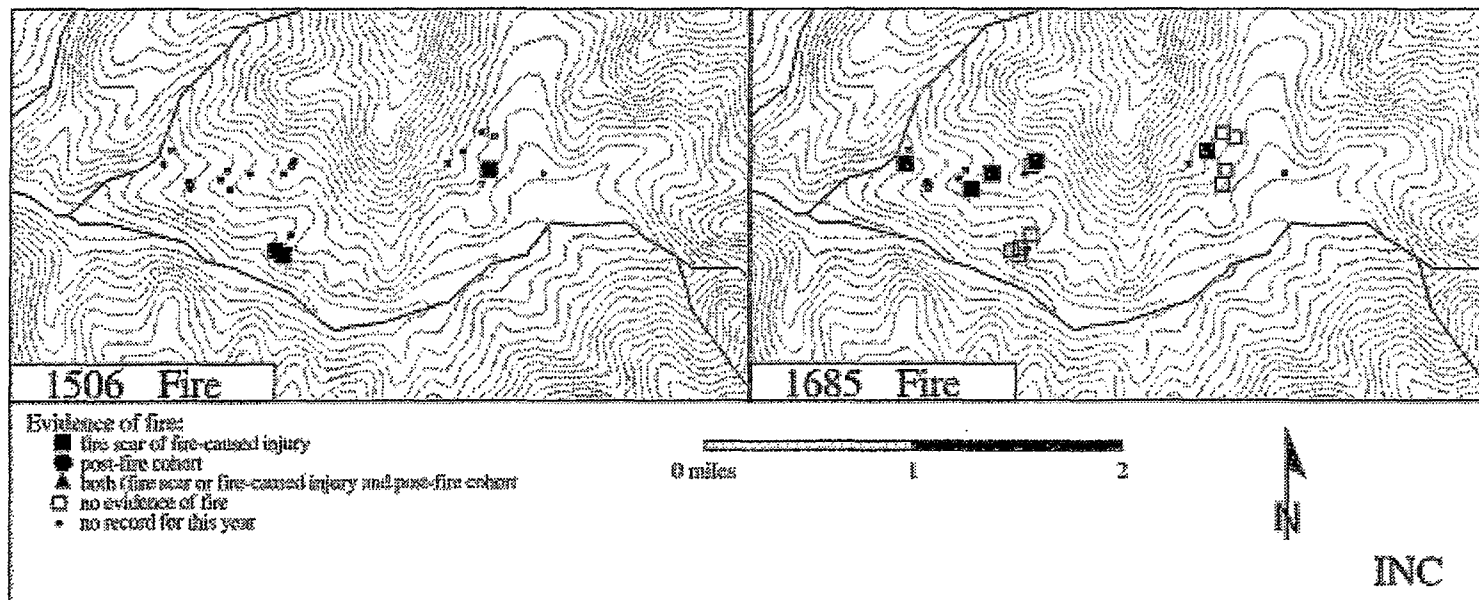 1506 Fire
1685 Fire
Evidence of fire:
fire scar of fire-caused injury
post-fire cohort
both (fire scar or fire-caused injury and post-fire cohort
no evidence of fire
no record for this year
0 miles 1 2
N
INC